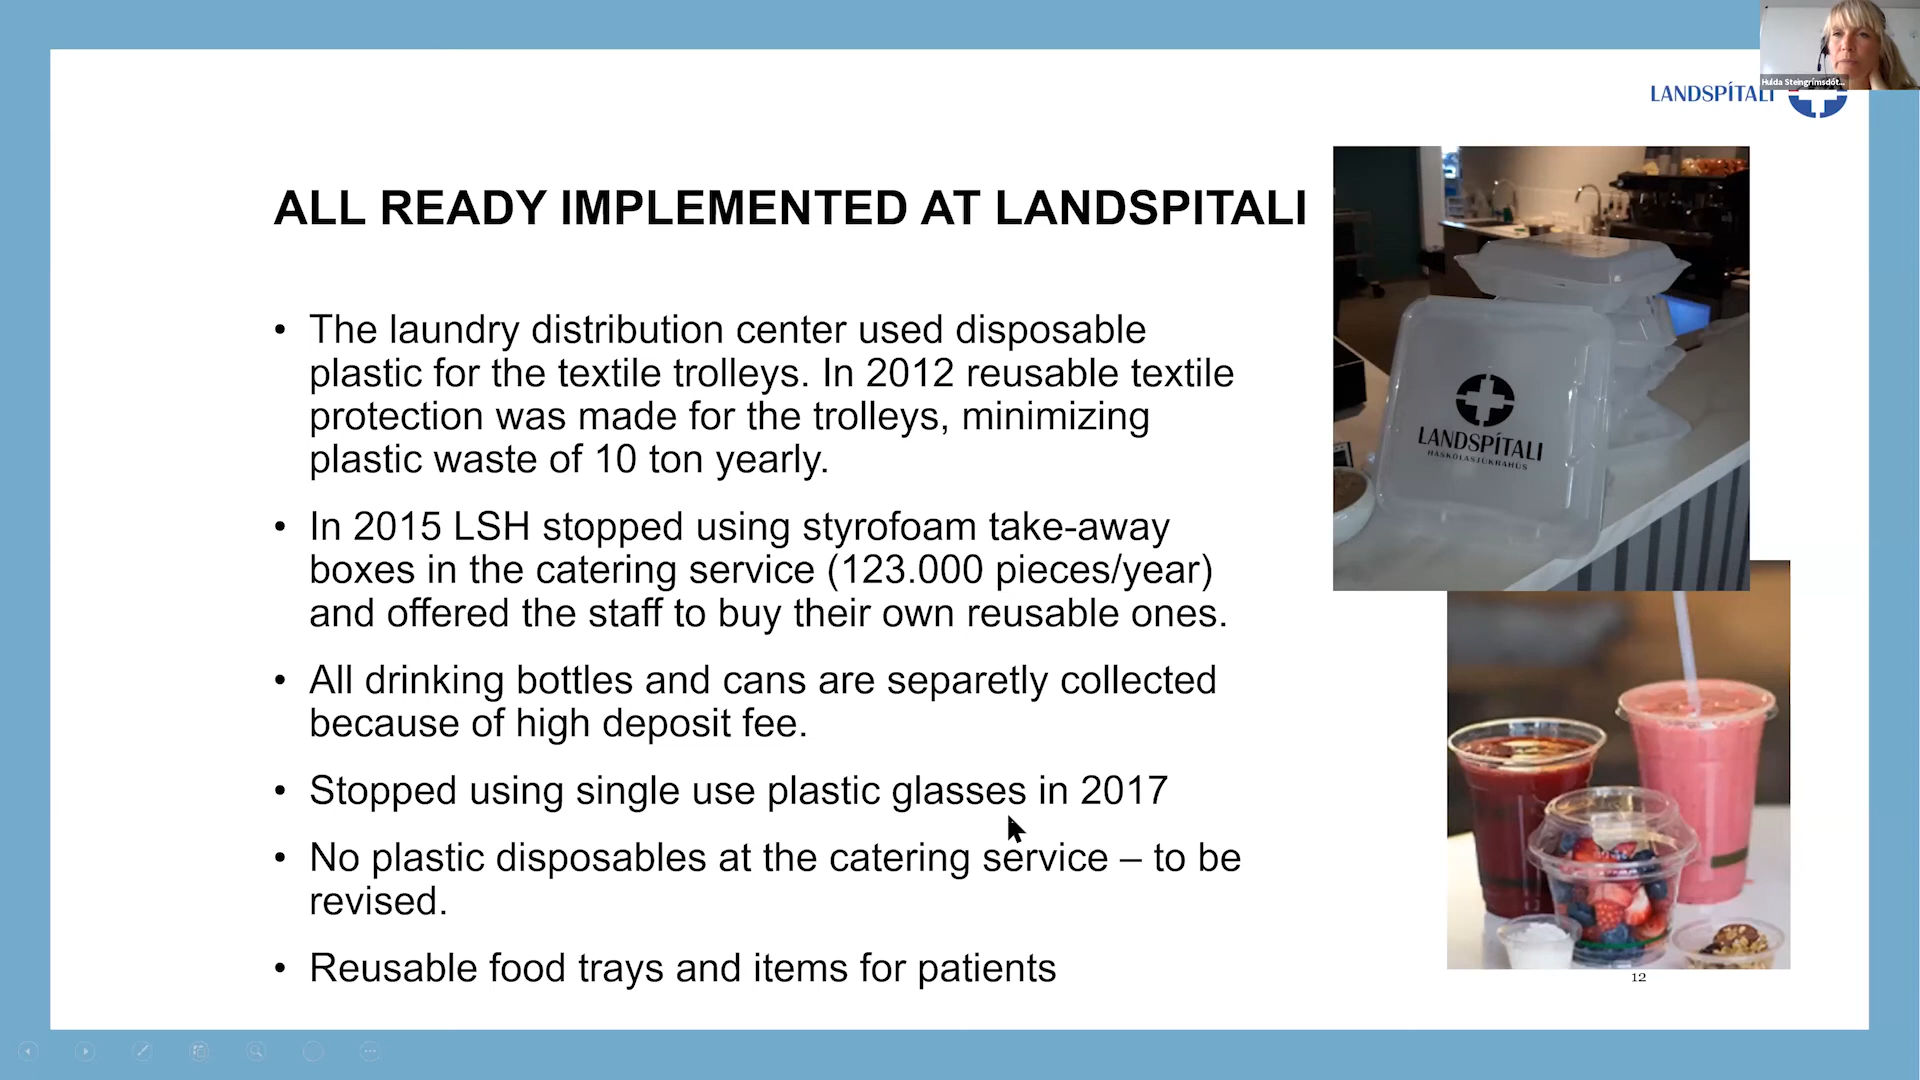 Hulda Steingrímsdót...
LANDSPÍTALI
ALL READY IMPLEMENTED AT LANDSPITALI
• The laundry distribution center used disposable
plastic for the textile trolleys. In 2012 reusable textile
protection was made for the trolleys, minimizing
plastic waste of 10 ton yearly.
• In 2015 LSH stopped using styrofoam take-away
boxes in the catering service (123.000 pieces/year)
and offered the staff to buy their own reusable ones.
• All drinking bottles and cans are separetly collected
because of high deposit fee.
• Stopped using single use plastic glasses in 2017
• No plastic disposables at the catering service – to be
revised.
• Reusable food trays and items for patients
LANDSPÍTALI
HÁSKÓLASJÚKRAHÚS
12